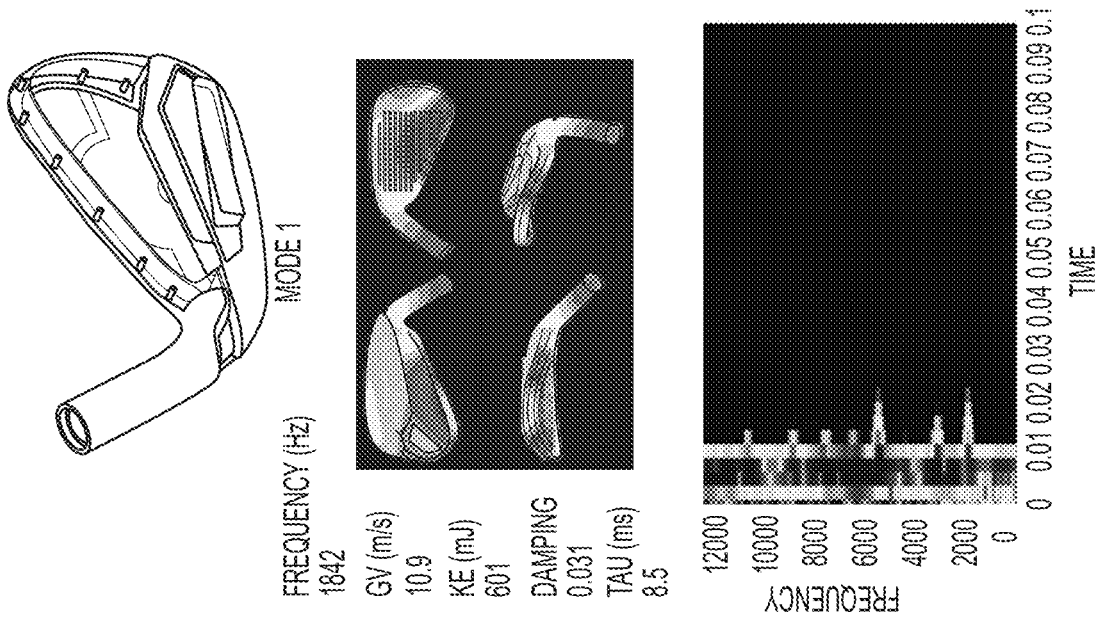 MODE 1
FREQUENCY (Hz)
1842
GV (m/s)
10.9
KE (mJ)
601
DAMPING
0.031
TAU (ms)
8.5
FREQUENCY
12000
10000
8000
6000
4000
2000
0
0 0.01 0.02 0.03 0.04 0.05 0.06 0.07 0.08 0.09 0.1
TIME